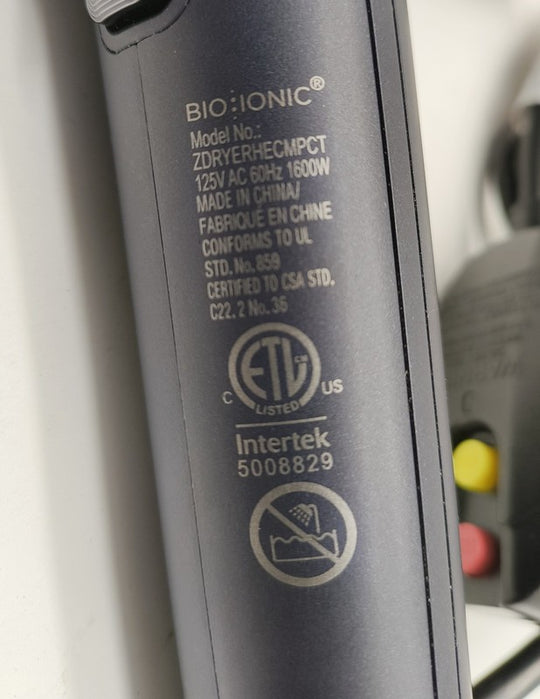 BIO:IONIC®
Model No.:
ZDRYERHECMPCT
125V AC 60Hz 1600W
MADE IN CHINA/
FABRIQUÉ EN CHINE
CONFORMS TO UL
STD. No. 859
CERTIFIED TO CSA STD.
C22. 2 No. 36
ETL CM
C US
LISTED
Intertek
5008829